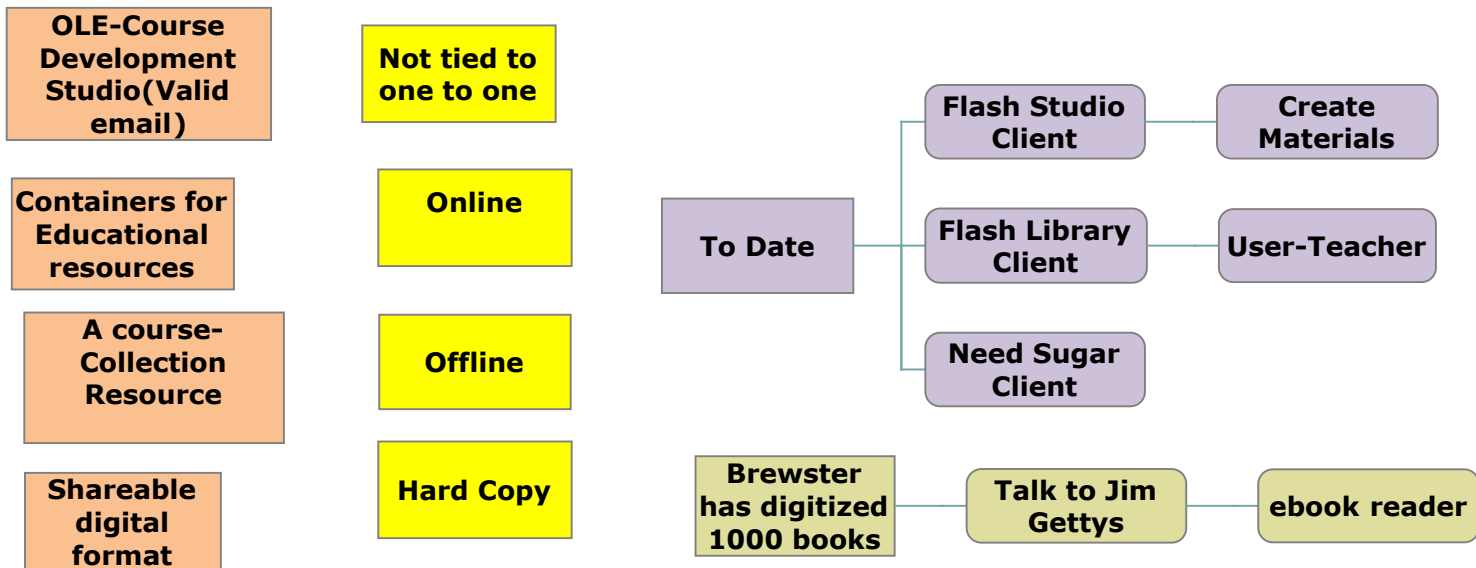 OLE-Course
Development
Studio(Valid
email)
Containers for
Educational
resources
A course-
Collection
Resource
Shareable
digital
format
Not tied to
one to one
Online
Offline
Hard Copy
To Date
Flash Studio
Client
Create
Materials
Flash Library
Client
User-Teacher
Need Sugar
Client
Brewster
has digitized
1000 books
Talk to Jim
Gettys
ebook reader